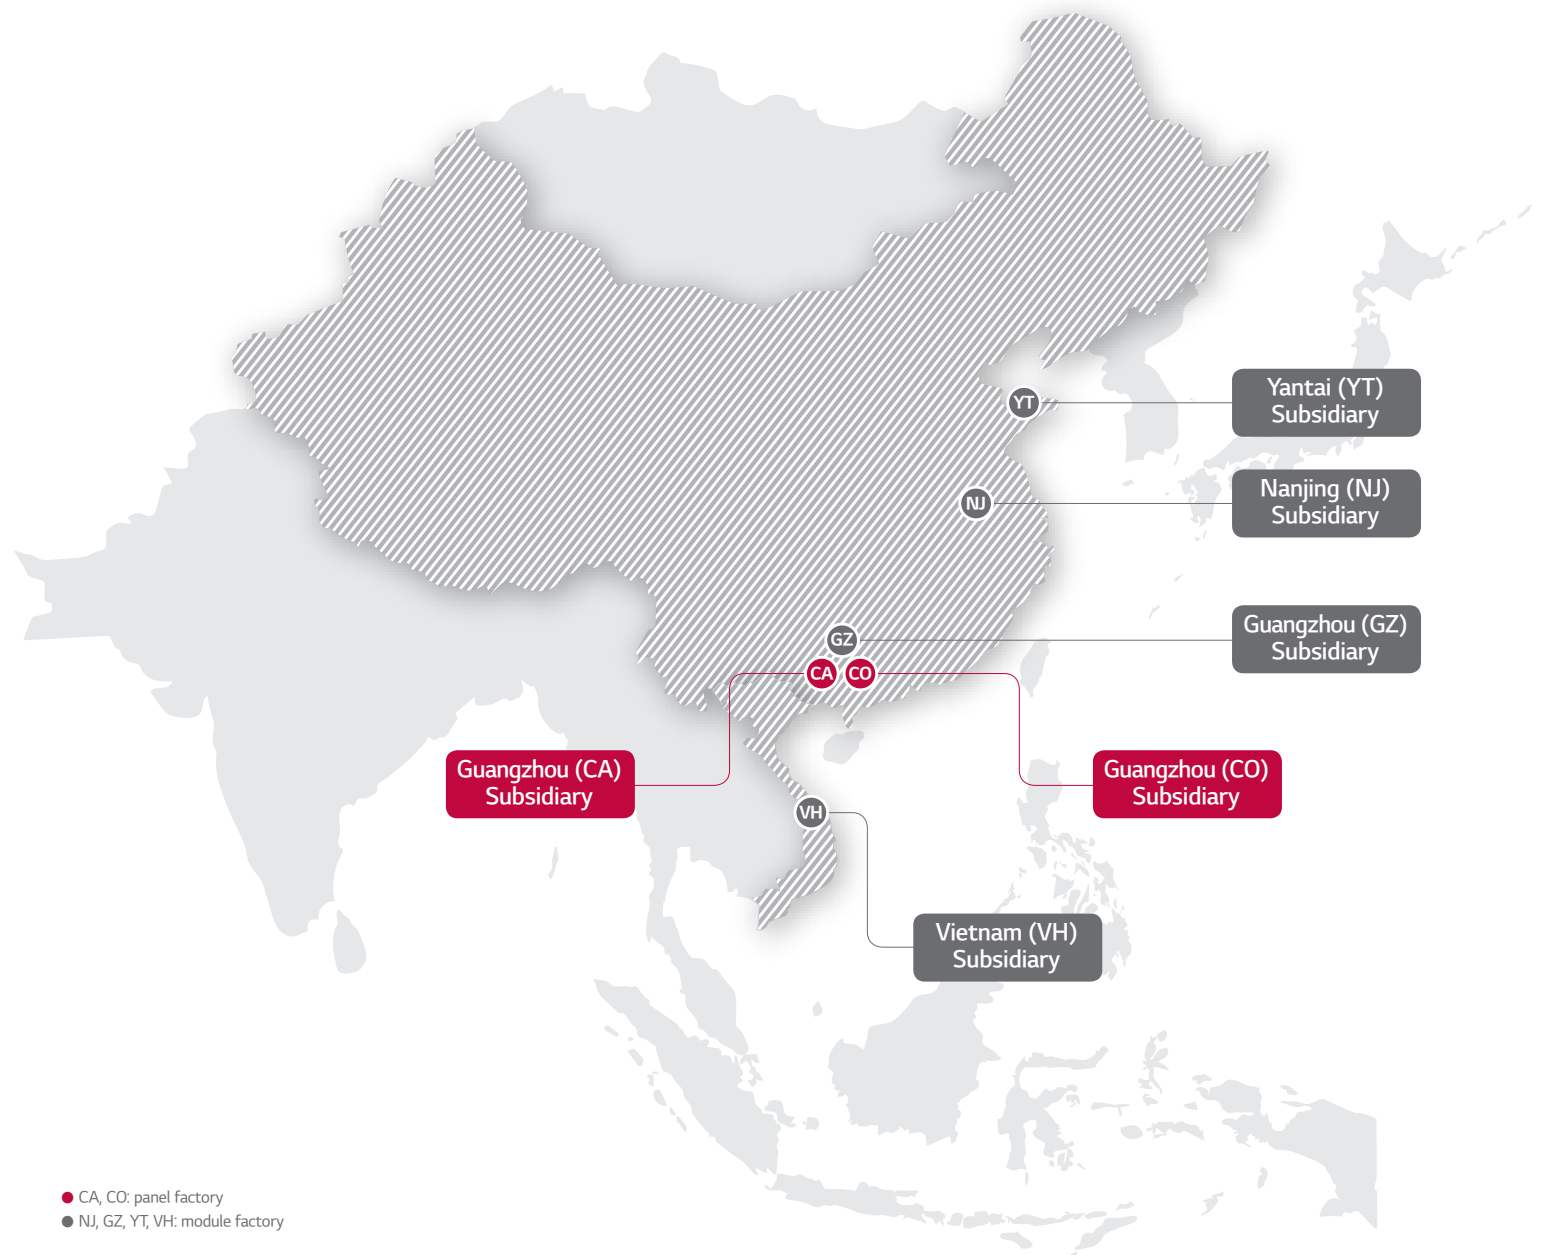 YT
Yantai (YT)
Subsidiary
NJ
Nanjing (NJ)
Subsidiary
GZ
Guangzhou (GZ)
Subsidiary
CA
CO
Guangzhou (CA)
Subsidiary
Guangzhou (CO)
Subsidiary
VH
Vietnam (VH)
Subsidiary
CA, CO: panel factory
NJ, GZ, YT, VH: module factory